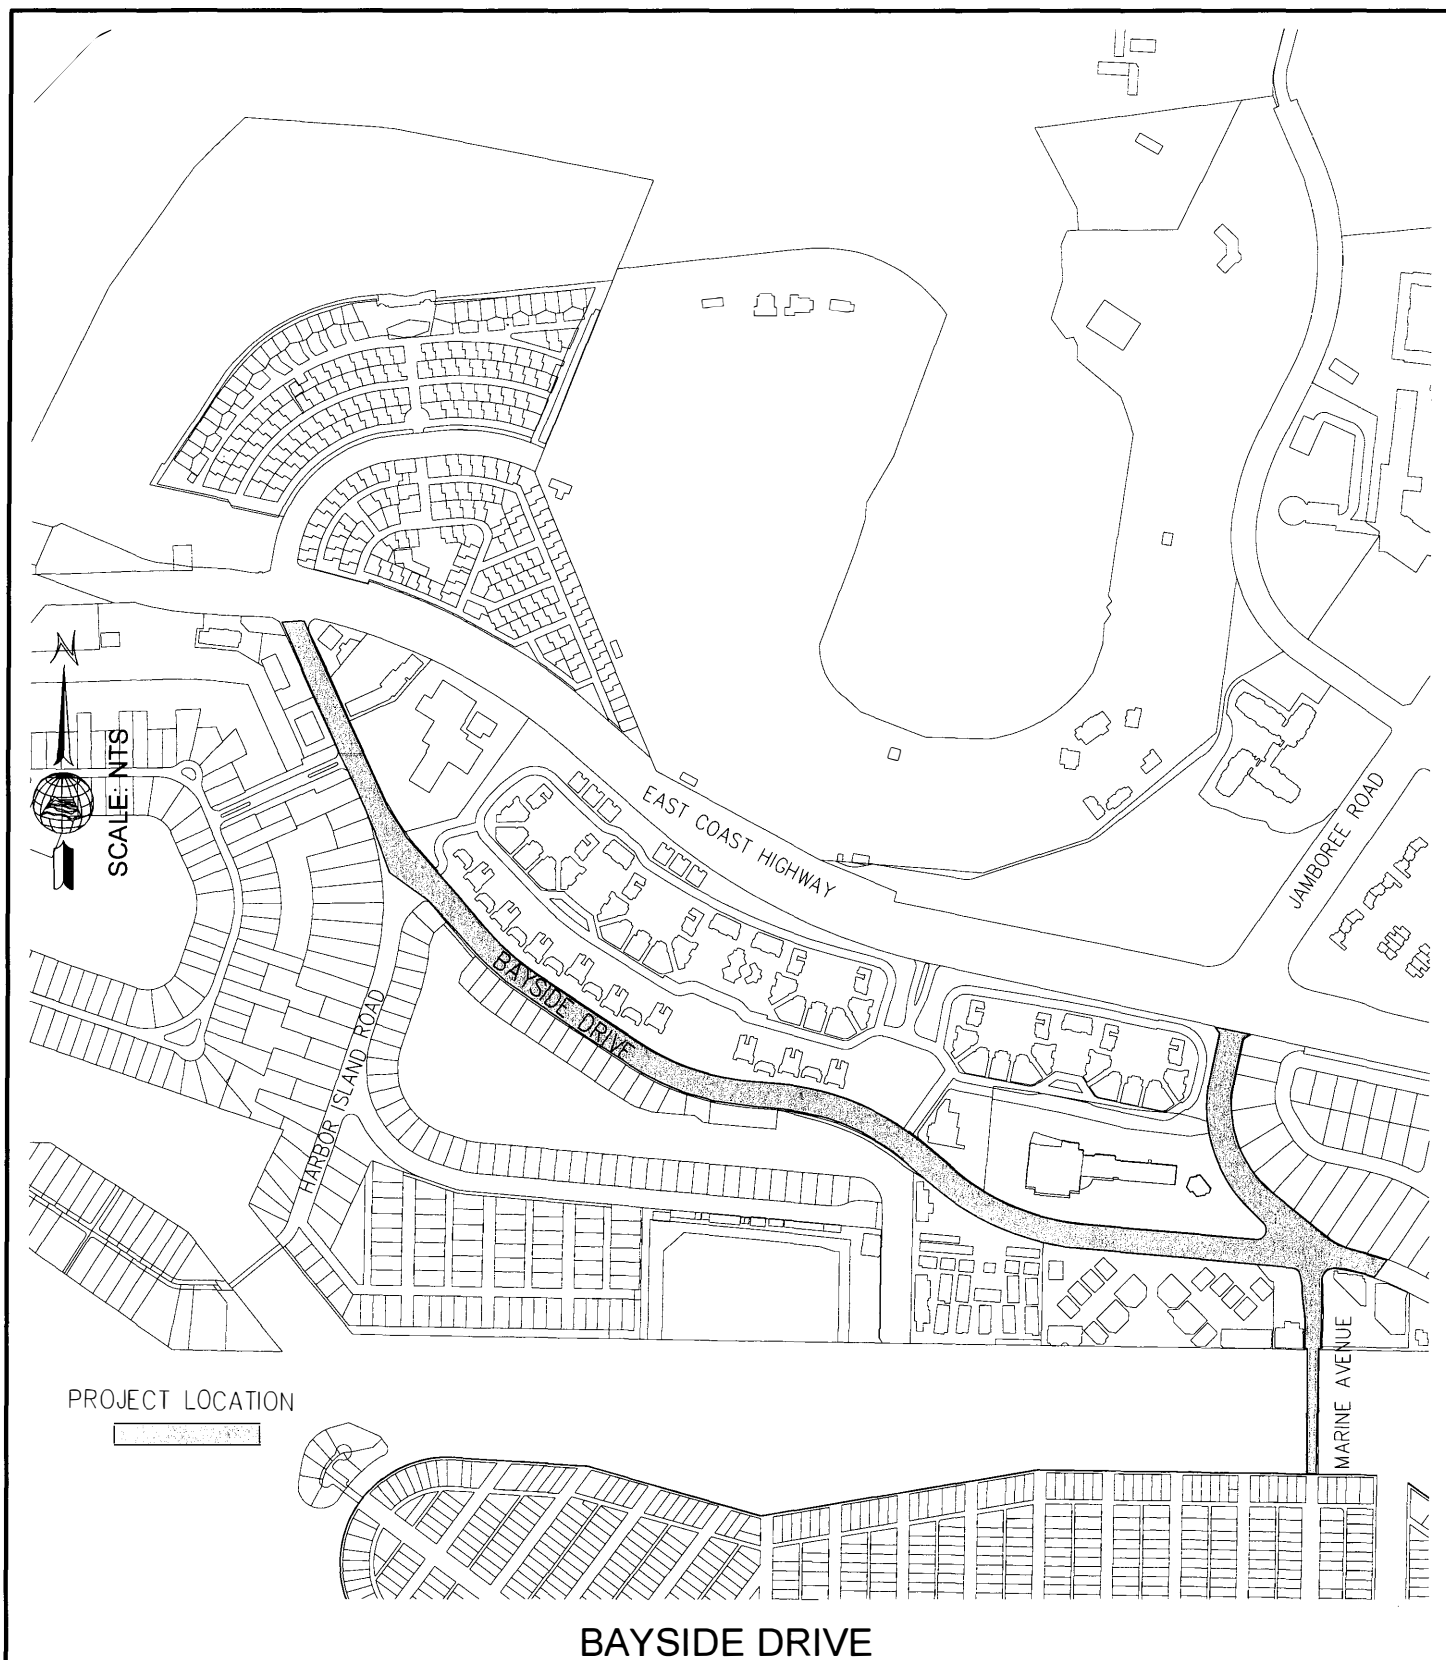 N
SCALE: NTS
EAST COAST HIGHWAY
JAMBOREE ROAD
BAYSIDE DRIVE
HARBOR ISLAND ROAD
MARINE AVENUE
PROJECT LOCATION
BAYSIDE DRIVE